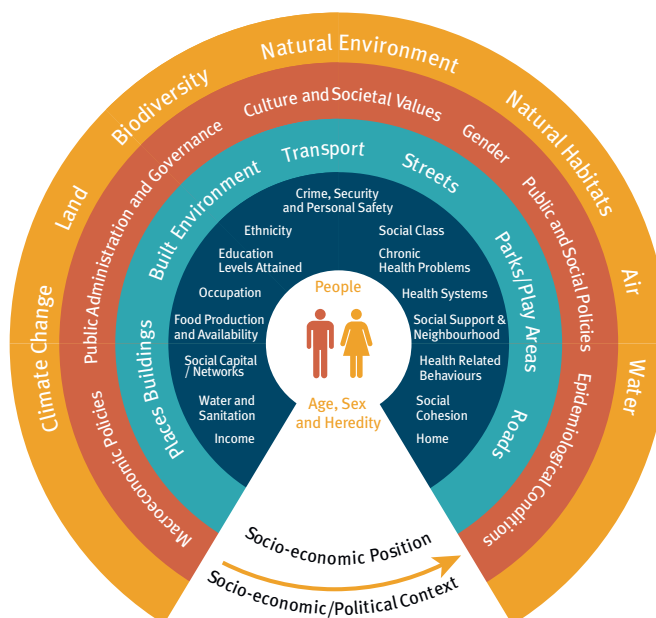 Climate Change
Land
Biodiversity
Natural Environment
Natural Habitats
Air
Water
Macroeconomic Policies
Public Administration and Governance
Culture and Societal Values
Gender
Public and Social Policies
Epidemiological Conditions
Places Buildings
Built Environment
Transport
Streets
Parks/Play Areas
Roads
Crime, Security
and Personal Safety
Ethnicity
Education
Levels Attained
Occupation
Food Production
and Availability
Social Capital
/ Networks
Water and
Sanitation
Income
Social Class
Chronic
Health Problems
Health Systems
Social Support &
Neighbourhood
Health Related
Behaviours
Social
Cohesion
Home
People
Age, Sex
and Heredity
Socio-economic Position
Socio-economic/Political Context